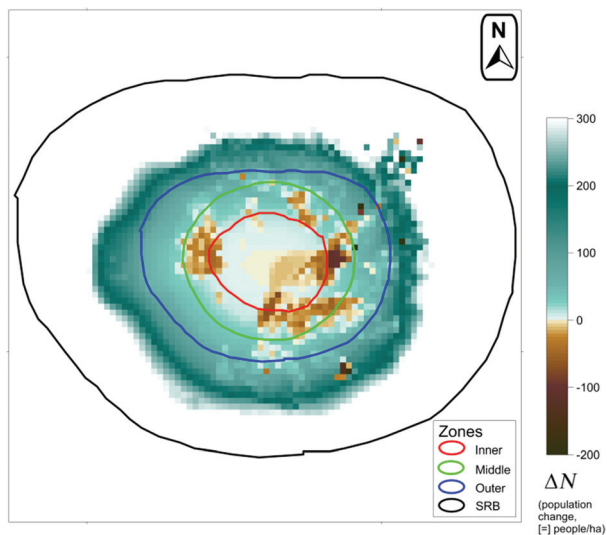 N
300
200
100
0
-100
-200
Zones
Inner
Middle
Outer
SRB
ΔN
(population
change,
[=] people/ha)